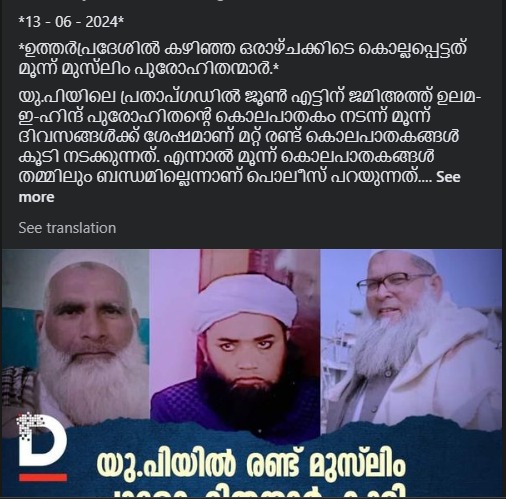 *13 - 06 - 2024*
*ഉത്തർപ്രദേശിൽ കഴിഞ്ഞ ഒരാഴ്ചക്കിടെ കൊല്ലപ്പെട്ടത്
മൂന്ന് മുസ്‌ലിം പുരോഹിതന്മാർ.*
യു.പിയിലെ പ്രതാപ്ഗഡിൽ ജൂൺ എട്ടിന് ജമിഅത്ത് ഉലമ-
ഇ-ഹിന്ദ് പുരോഹിതന്റെ കൊലപാതകം നടന്ന് മൂന്ന്
ദിവസങ്ങൾക്ക് ശേഷമാണ് മറ്റ് രണ്ട് കൊലപാതകങ്ങൾ
കൂടി നടക്കുന്നത്. എന്നാൽ മൂന്ന് കൊലപാതകങ്ങൾ
തമ്മിലും ബന്ധമില്ലെന്നാണ് പൊലീസ് പറയുന്നത്.... See
more
See translation
D
യു.പിയിൽ രണ്ട് മുസ്‌ലിം